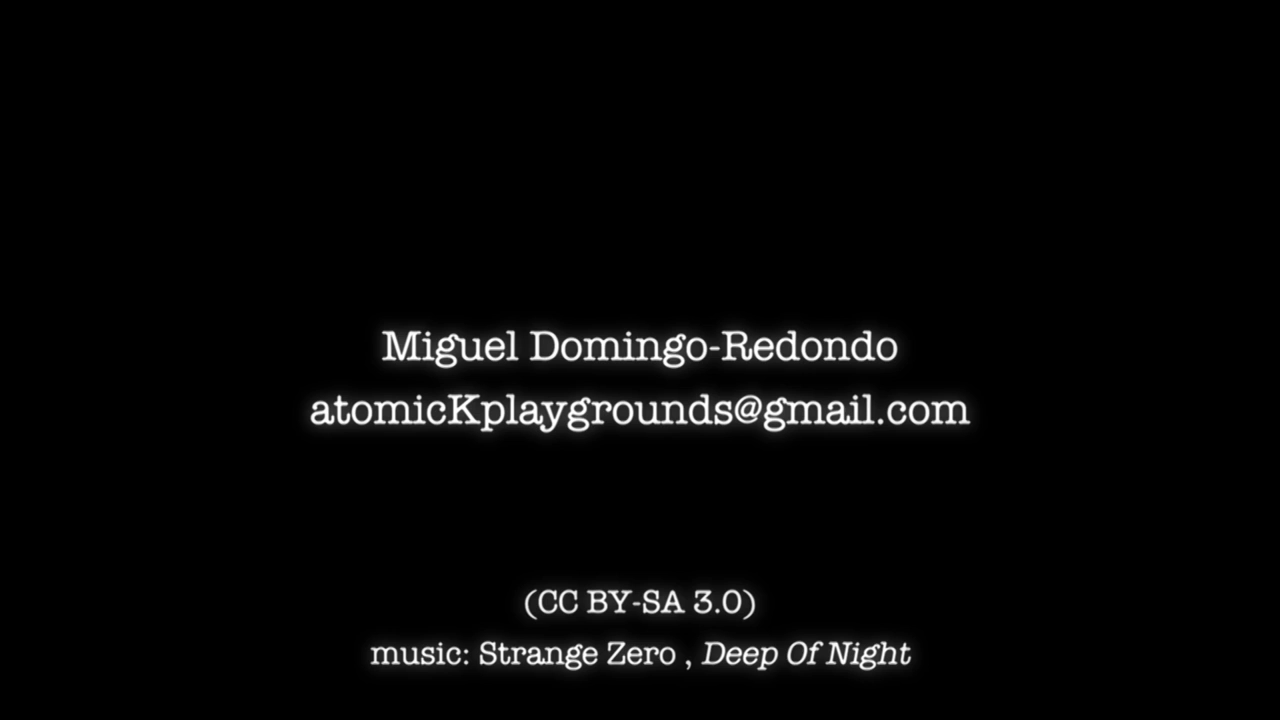 Miguel Domingo-Redondo
atomicKplaygrounds@gmail.com
(CC BY-SA 3.0)
music: Strange Zero , Deep Of Night